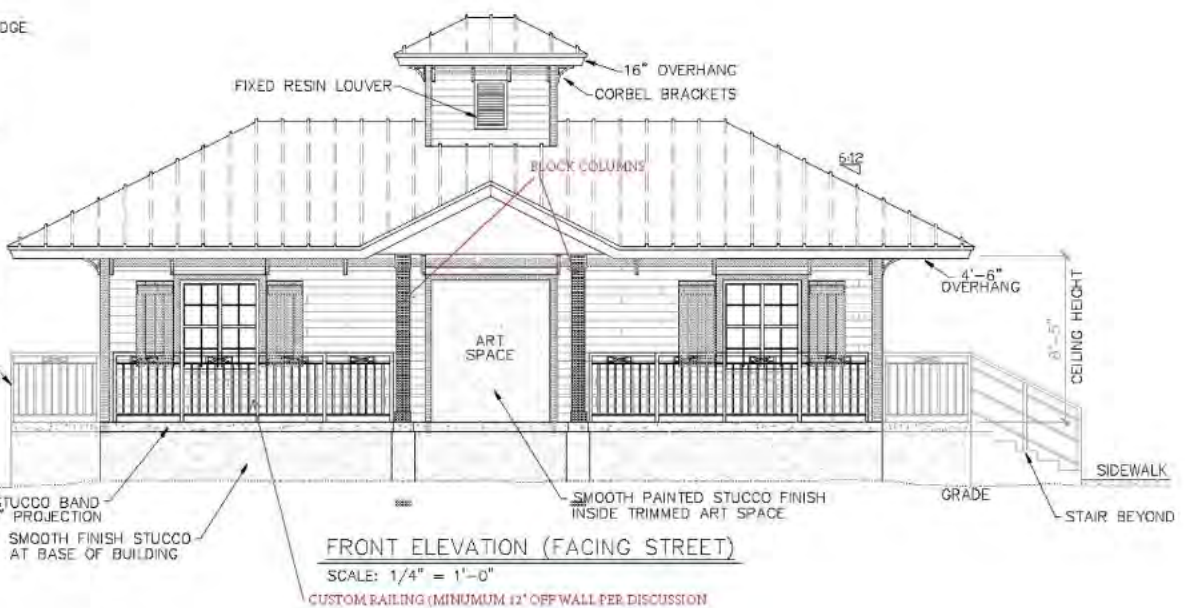 DGE
16" OVERHANG
FIXED RESIN LOUVER
CORBEL BRACKETS
BLOCK COLUMNS
6:12
4'-6"
OVERHANG
8'-5"
CEILING HEIGHT
ART
SPACE
SIDEWALK
GRADE
STAIR BEYOND
STUCCO BAND
" PROJECTION
SMOOTH PAINTED STUCCO FINISH
INSIDE TRIMMED ART SPACE
SMOOTH FINISH STUCCO
AT BASE OF BUILDING
FRONT ELEVATION (FACING STREET)
SCALE: 1/4" = 1'-0"
CUSTOM RAILING (MINUMUM 12" OFF WALL PER DISCUSSION